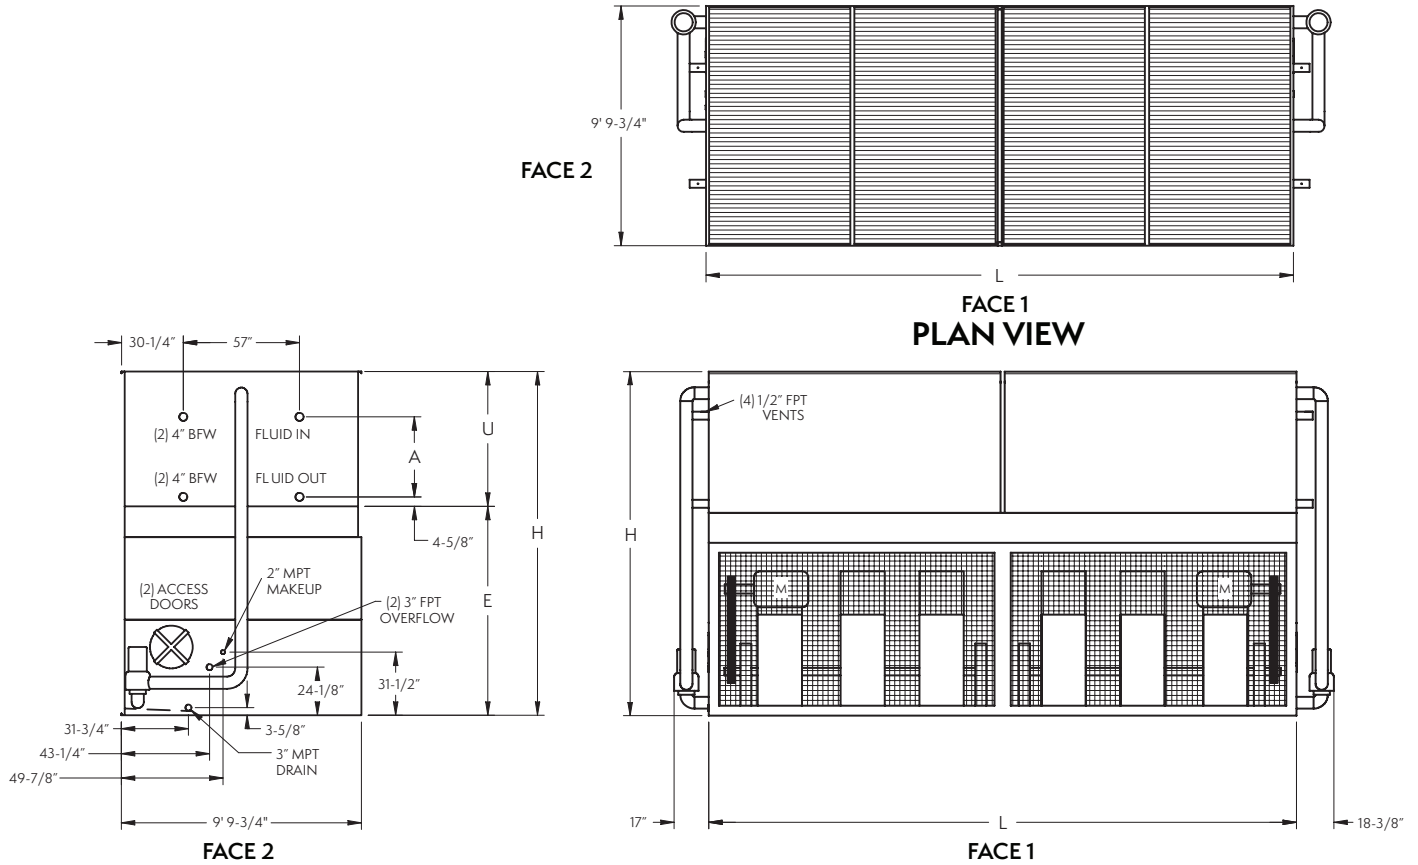 9' 9-3/4"
FACE 2
L
FACE 1
PLAN VIEW
30-1/4"
57"
(2) 4" BFW
FLUID IN
(2) 4" BFW
FLUID OUT
A
U
4-5/8"
H
E
(2) ACCESS
DOORS
2" MPT
MAKEUP
(2) 3" FPT
OVERFLOW
24-1/8"
31-1/2"
3-5/8"
3" MPT
DRAIN
31-3/4"
43-1/4"
49-7/8"
9' 9-3/4"
FACE 2
H
(4) 1/2" FPT
VENTS
M
M
17"
L
18-3/8"
FACE 1